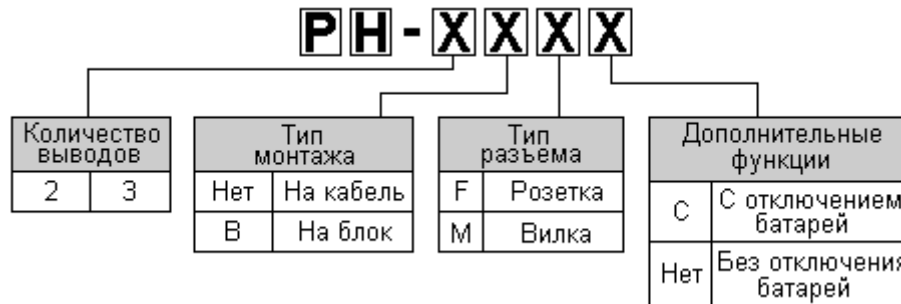 PH-XXXX
Количество
выводов
2 3
Тип
монтажа
Нет На кабель
B На блок
Тип
разъема
F Розетка
M Вилка
Дополнительные
функции
C С отключением
батарей
Нет Без отключения
батарей